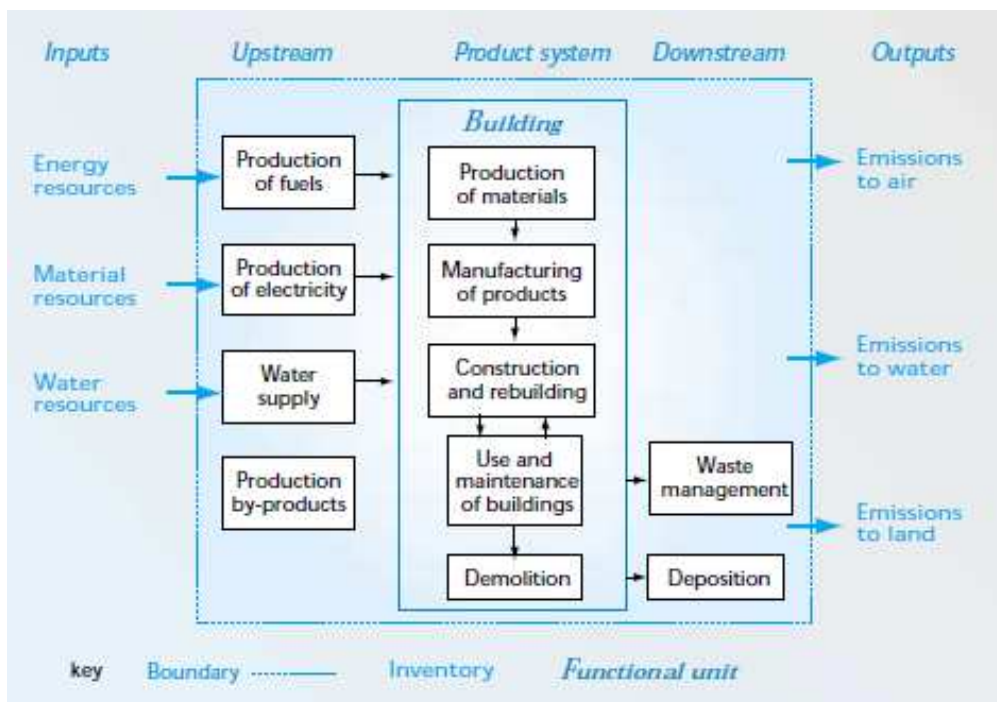 Inputs
Upstream
Product system
Downstream
Outputs
Building
Energy
resources
Production
of fuels
Production
of materials
Emissions
to air
Material
resources
Production
of electricity
Manufacturing
of products
Water
resources
Water
supply
Construction
and rebuilding
Emissions
to water
Production
by-products
Use and
maintenance
of buildings
Waste
management
Emissions
to land
Demolition
Deposition
key
Boundary
Inventory
Functional unit